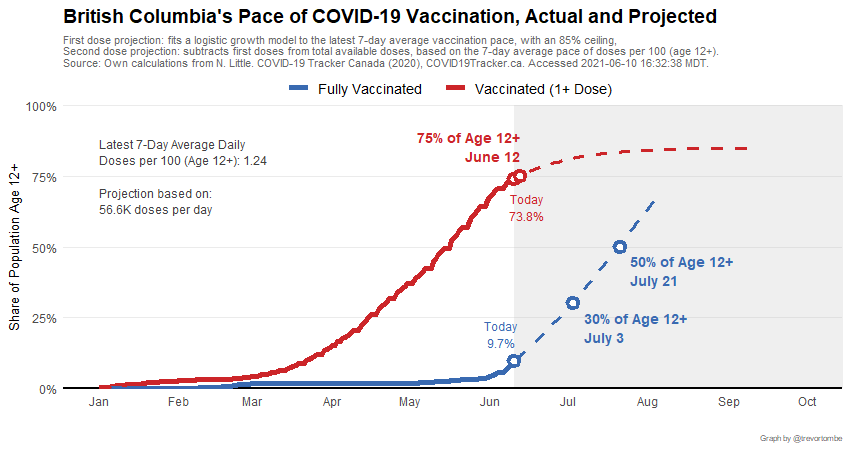 British Columbia's Pace of COVID-19 Vaccination, Actual and Projected
First dose projection: fits a logistic growth model to the latest 7-day average vaccination pace, with an 85% ceiling,
Second dose projection: subtracts first doses from total available doses, based on the 7-day average pace of doses per 100 (age 12+).
Source: Own calculations from N. Little. COVID-19 Tracker Canada (2020), COVID19Tracker.ca. Accessed 2021-06-10 16:32:38 MDT.
Fully Vaccinated
Vaccinated (1+ Dose)
Share of Population Age 12+
100%
75%
50%
25%
0%
Latest 7-Day Average Daily
Doses per 100 (Age 12+): 1.24
Projection based on:
56.6K doses per day
75% of Age 12+
June 12
Today
73.8%
50% of Age 12+
July 21
30% of Age 12+
July 3
Today
9.7%
Jan
Feb
Mar
Apr
May
Jun
Jul
Aug
Sep
Oct
Graph by @trevortombe